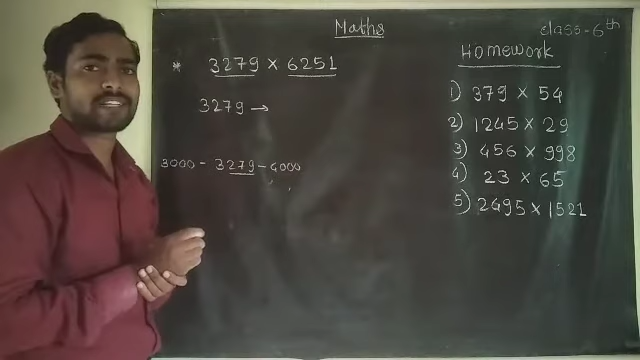 Maths
class-6th
* 3279 × 6251
3279 →
3000 - 3279 - 4000
Homework
1) 379 × 54
2) 1245 × 29
3) 456 × 998
4) 23 × 65
5) 2495 × 1521